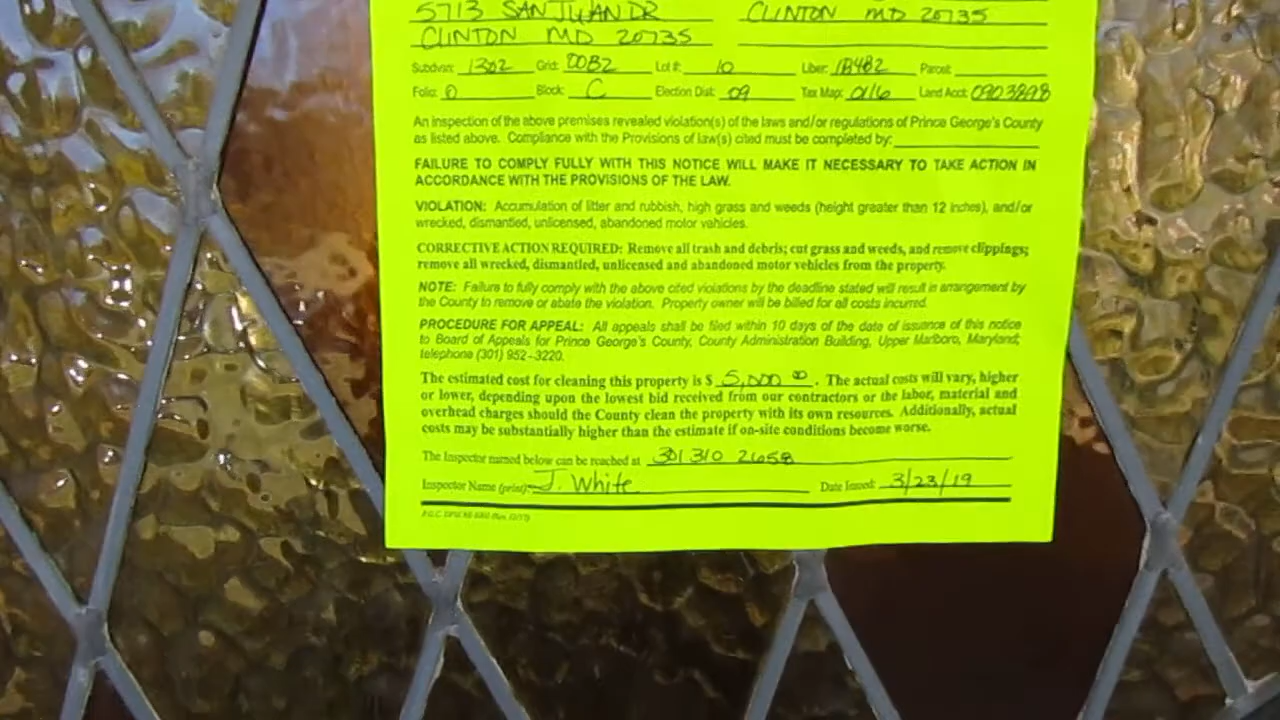 5713 SAN JUAN DR
CLINTON MD 20735
CLINTON MD 20735
Subdivn: 1302 Grid: 00B2 Lot #: 10 Liber: 18482 Parcel:
Folio: 0 Block: C Election Dist: 09 Tax Map: 0116 Land Acct: 0903898
An inspection of the above premises revealed violation(s) of the laws and/or regulations of Prince George's County
as listed above. Compliance with the Provisions of law(s) cited must be completed by:
FAILURE TO COMPLY FULLY WITH THIS NOTICE WILL MAKE IT NECESSARY TO TAKE ACTION IN
ACCORDANCE WITH THE PROVISIONS OF THE LAW.
VIOLATION: Accumulation of litter and rubbish, high grass and weeds (height greater than 12 inches), and/or
wrecked, dismantled, unlicensed, abandoned motor vehicles.
CORRECTIVE ACTION REQUIRED: Remove all trash and debris; cut grass and weeds, and remove clippings;
remove all wrecked, dismantled, unlicensed and abandoned motor vehicles from the property.
NOTE: Failure to fully comply with the above cited violations by the deadline stated will result in arrangement by
the County to remove or abate the violation. Property owner will be billed for all costs incurred.
PROCEDURE FOR APPEAL: All appeals shall be filed within 10 days of the date of issuance of this notice
to Board of Appeals for Prince George's County, County Administration Building, Upper Marlboro, Maryland;
telephone (301) 952-3220.
The estimated cost for cleaning this property is $ 5,000 00. The actual costs will vary, higher
or lower, depending upon the lowest bid received from our contractors or the labor, material and
overhead charges should the County clean the property with its own resources. Additionally, actual
costs may be substantially higher than the estimate if on-site conditions become worse.
The Inspector named below can be reached at 301 310 2658
Inspector Name (print): J. White Date Issued: 3/23/19